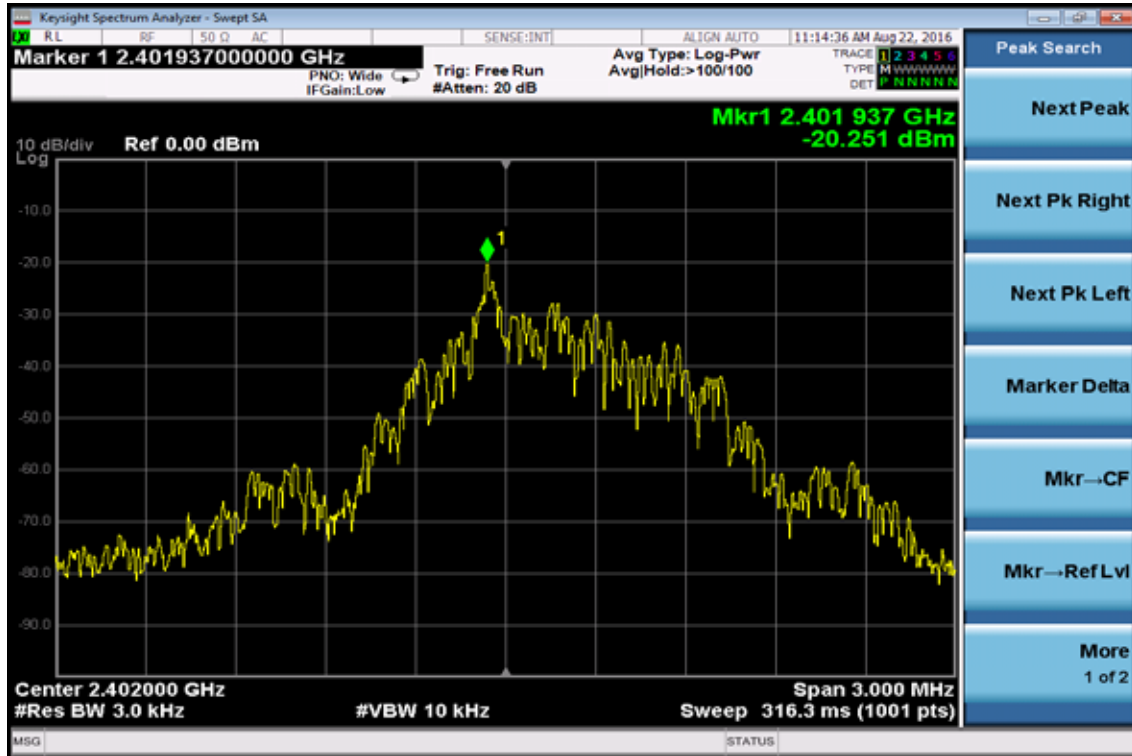 Keysight Spectrum Analyzer - Swept SA
LXI RL RF 50 Ω AC SENSE:INT ALIGN AUTO 11:14:36 AM Aug 22, 2016
Marker 1 2.401937000000 GHz
PNO: Wide
IFGain:Low
Trig: Free Run
#Atten: 20 dB
Avg Type: Log-Pwr
Avg|Hold:>100/100
TRACE 1 2 3 4 5 6
TYPE M WWWWW
DET P N N N N N
Mkr1 2.401 937 GHz
-20.251 dBm
10 dB/div Ref 0.00 dBm
Log
1
-10.0
-20.0
-30.0
-40.0
-50.0
-60.0
-70.0
-80.0
-90.0
Center 2.402000 GHz Span 3.000 MHz
#Res BW 3.0 kHz #VBW 10 kHz Sweep 316.3 ms (1001 pts)
MSG STATUS
Peak Search
Next Peak
Next Pk Right
Next Pk Left
Marker Delta
Mkr→CF
Mkr→Ref Lvl
More
1 of 2